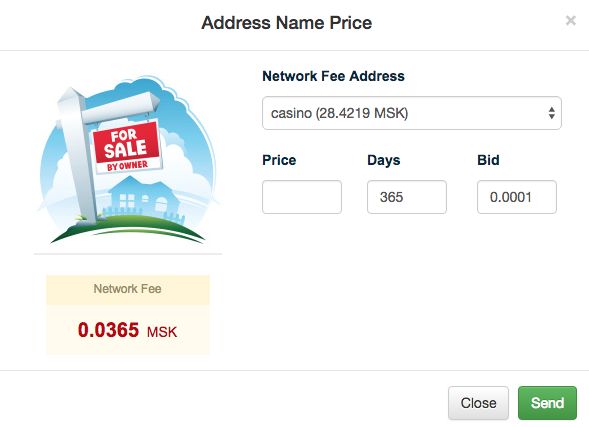 Address Name Price
×
Network Fee Address
casino (28.4219 MSK)
Price Days Bid
365 0.0001
FOR
SALE
BY OWNER
Network Fee
0.0365 MSK
Close Send